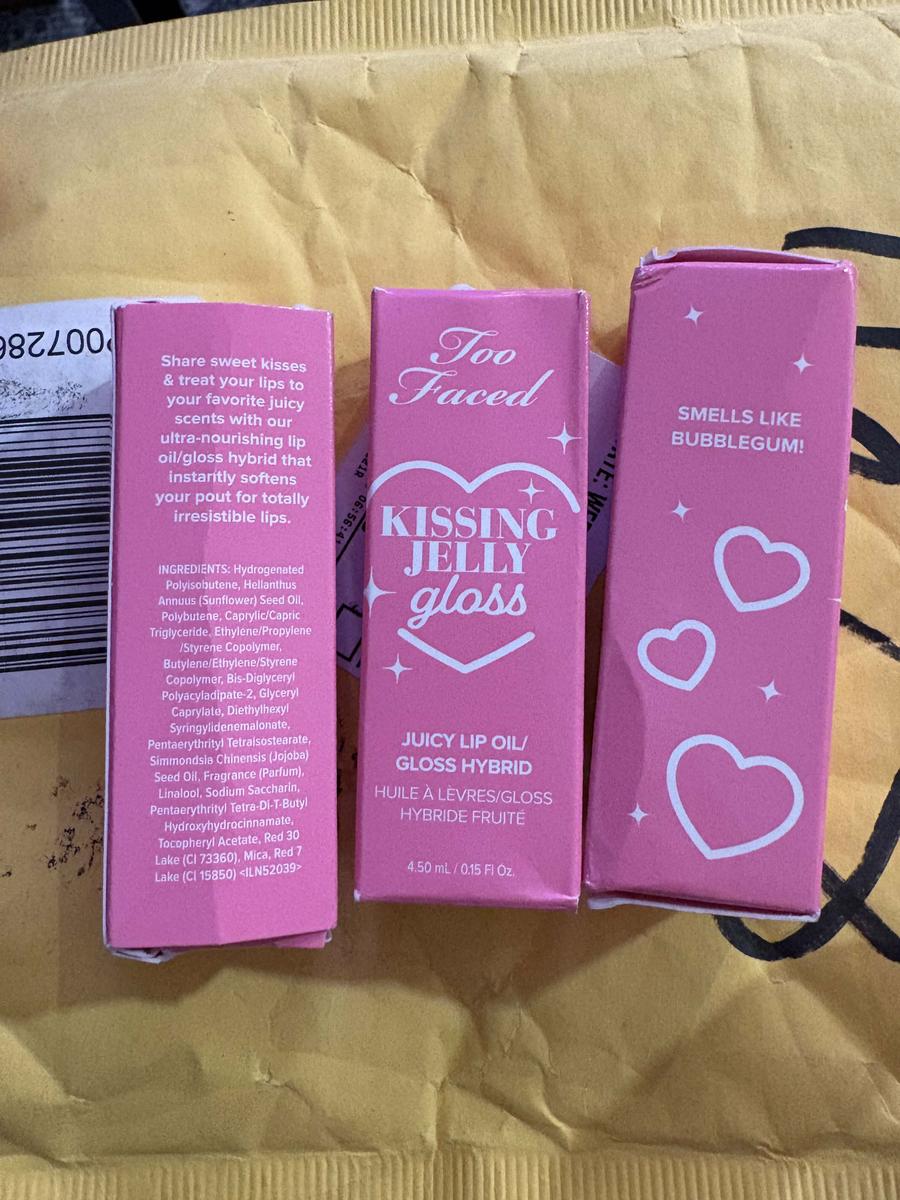 Share sweet kisses
& treat your lips to
your favorite juicy
scents with our
ultra-nourishing lip
oil/gloss hybrid that
instantly softens
your pout for totally
irresistible lips.
INGREDIENTS: Hydrogenated
Polyisobutene, Helianthus
Annuus (Sunflower) Seed Oil,
Polybutene, Caprylic/Capric
Triglyceride, Ethylene/Propylene
/Styrene Copolymer,
Butylene/Ethylene/Styrene
Copolymer, Bis-Diglyceryl
Polyacyladipate-2, Glyceryl
Caprylate, Diethylhexyl
Syringylidenemalonate,
Pentaerythrityl Tetraisostearate,
Simmondsia Chinensis (Jojoba)
Seed Oil, Fragrance (Parfum),
Linalool, Sodium Saccharin,
Pentaerythrityl Tetra-Di-T-Butyl
Hydroxyhydrocinnamate,
Tocopheryl Acetate, Red 30
Lake (CI 73360), Mica, Red 7
Lake (CI 15850) <ILN52039>
Too
Faced
KISSING
JELLY
gloss
JUICY LIP OIL/
GLOSS HYBRID
HUILE À LÈVRES/GLOSS
HYBRIDE FRUITÉ
4.50 mL / 0.15 Fl Oz.
SMELLS LIKE
BUBBLEGUM!